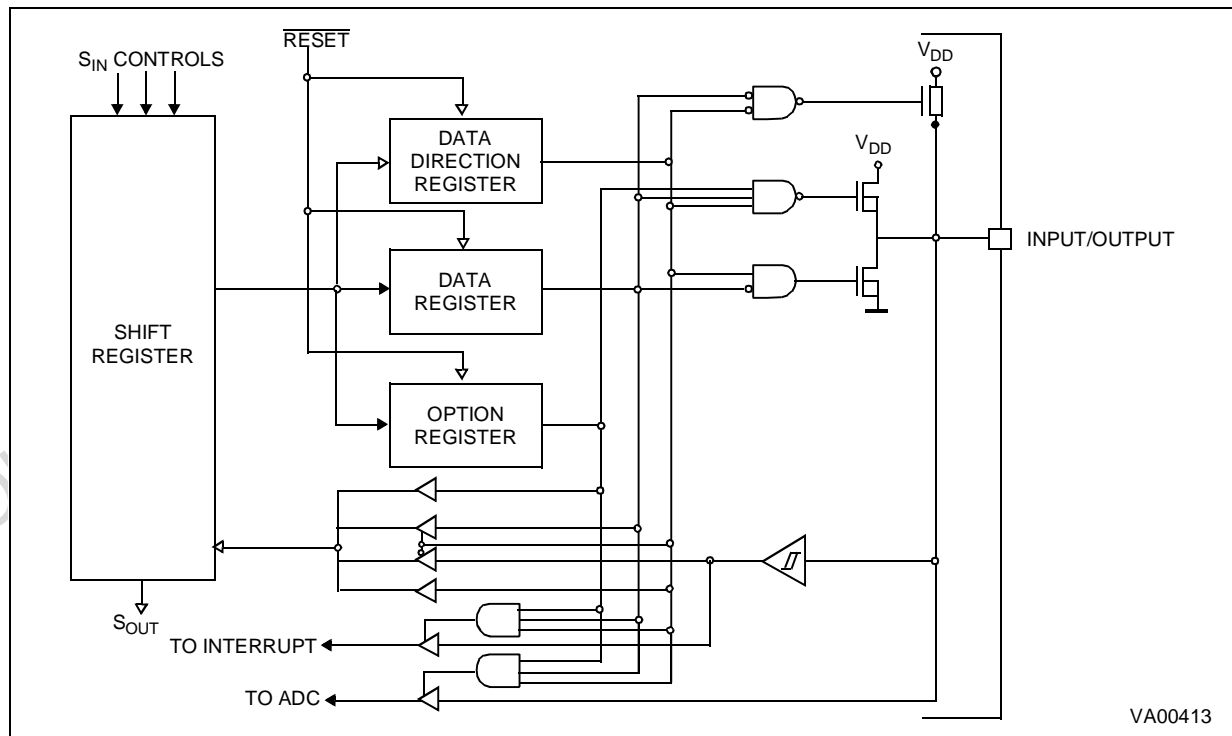 RESET
S_IN CONTROLS
V_DD
DATA
DIRECTION
REGISTER
V_DD
INPUT/OUTPUT
DATA
REGISTER
SHIFT
REGISTER
OPTION
REGISTER
S_OUT
TO INTERRUPT
TO ADC
VA00413